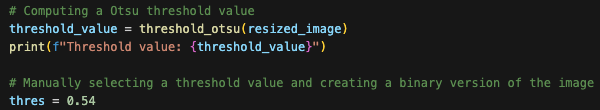 # Computing a Otsu threshold value
threshold_value = threshold_otsu(resized_image)
print(f"Threshold value: {threshold_value}")
# Manually selecting a threshold value and creating a binary version of the image
thres = 0.54